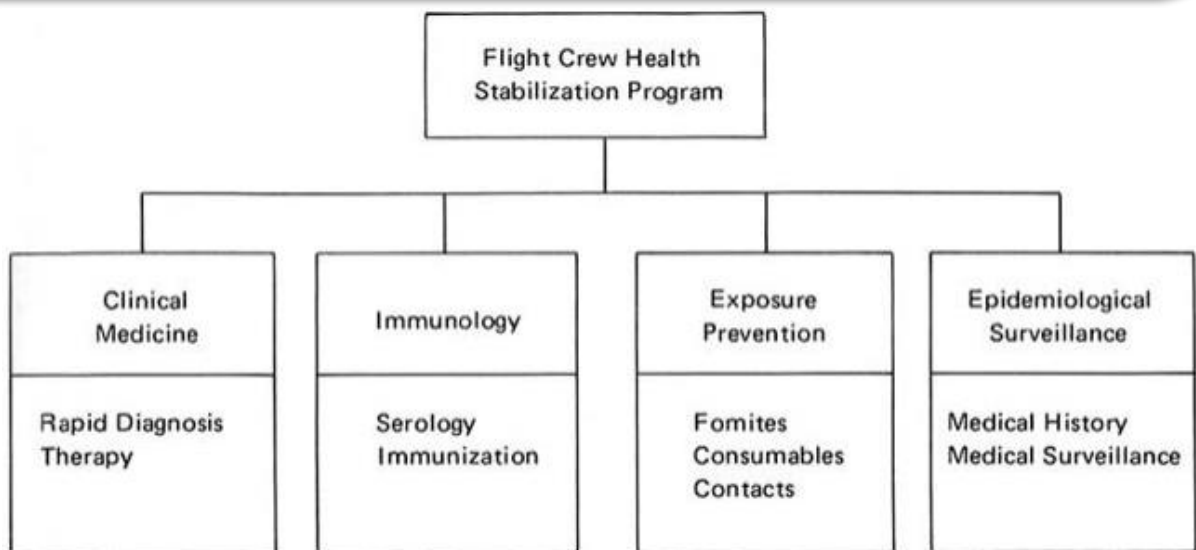 Flight Crew Health
Stabilization Program
Clinical
Medicine
Rapid Diagnosis
Therapy
Immunology
Serology
Immunization
Exposure
Prevention
Fomites
Consumables
Contacts
Epidemiological
Surveillance
Medical History
Medical Surveillance